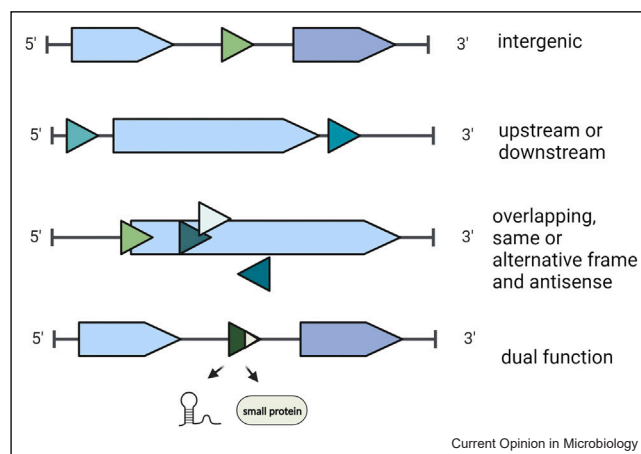 5' 3' intergenic
5' 3' upstream or
downstream
5' 3' overlapping,
same or
alternative frame
and antisense
5' 3' dual function
small protein
Current Opinion in Microbiology